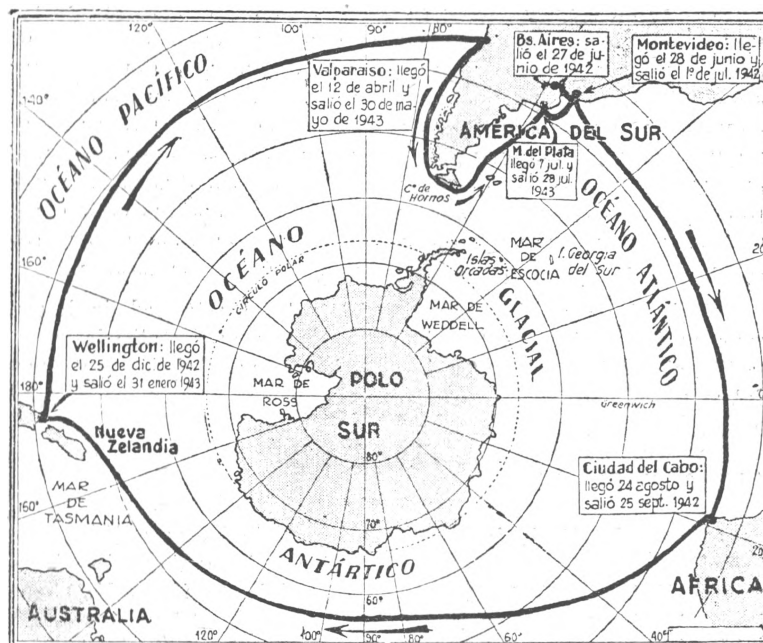 120°
100°
90°
80°
60°
Bs. Aires: sa-
lió el 27 de ju-
nio de 1942
Montevideo: lle-
gó el 28 de junio y
salió el 1º de jul. 1942
Valparaiso: llegó
el 12 de abril y
salió el 30 de ma-
yo de 1943
140°
OCÉANO PACÍFICO
AMÉRICA DEL SUR
M. del Plata
llegó 7 jul. y
salió 28 jul.
1943
Cº de
Hornos
OCÉANO ATLÁNTICO
160°
OCÉANO
GLACIAL
ANTÁRTICO
CIRCULO POLAR
Islas
Orcadas
MAR
DE
ESCOCIA
I. Georgia
del Sur
MAR DE
WEDDELL
Wellington: llegó
el 25 de dic de 1942
y salió el 31 enero 1943
180°
MAR DE
ROSS
POLO
SUR
Greenwich
0°
Nueva
Zelandia
MAR
DE
TASMANIA
80°
70°
60°
Ciudad del Cabo:
llegó 24 agosto y
salió 25 sept. 1942
160°
20°
AUSTRALIA
AFRICA
120°
100°
90°
80°
60°